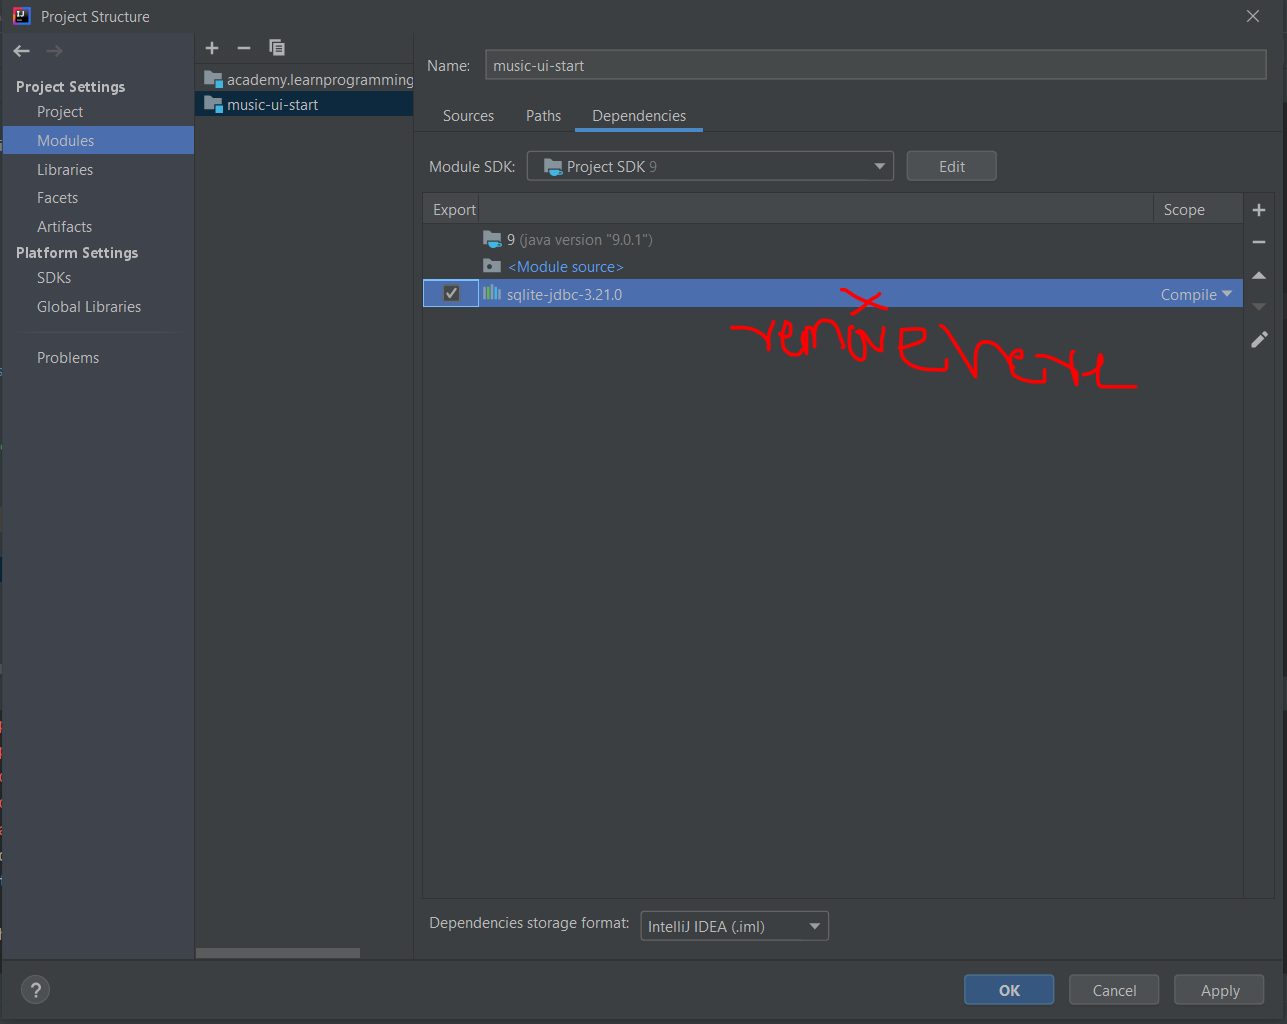 Project Structure
Project Settings
Project
Modules
Libraries
Facets
Artifacts
Platform Settings
SDKs
Global Libraries
Problems
academy.learnprogramming
music-ui-start
Name: music-ui-start
Sources Paths Dependencies
Module SDK: Project SDK 9 Edit
Export Scope
9 (java version "9.0.1")
<Module source>
sqlite-jdbc-3.21.0 Compile
x
remove here
Dependencies storage format: IntelliJ IDEA (.iml)
? OK Cancel Apply